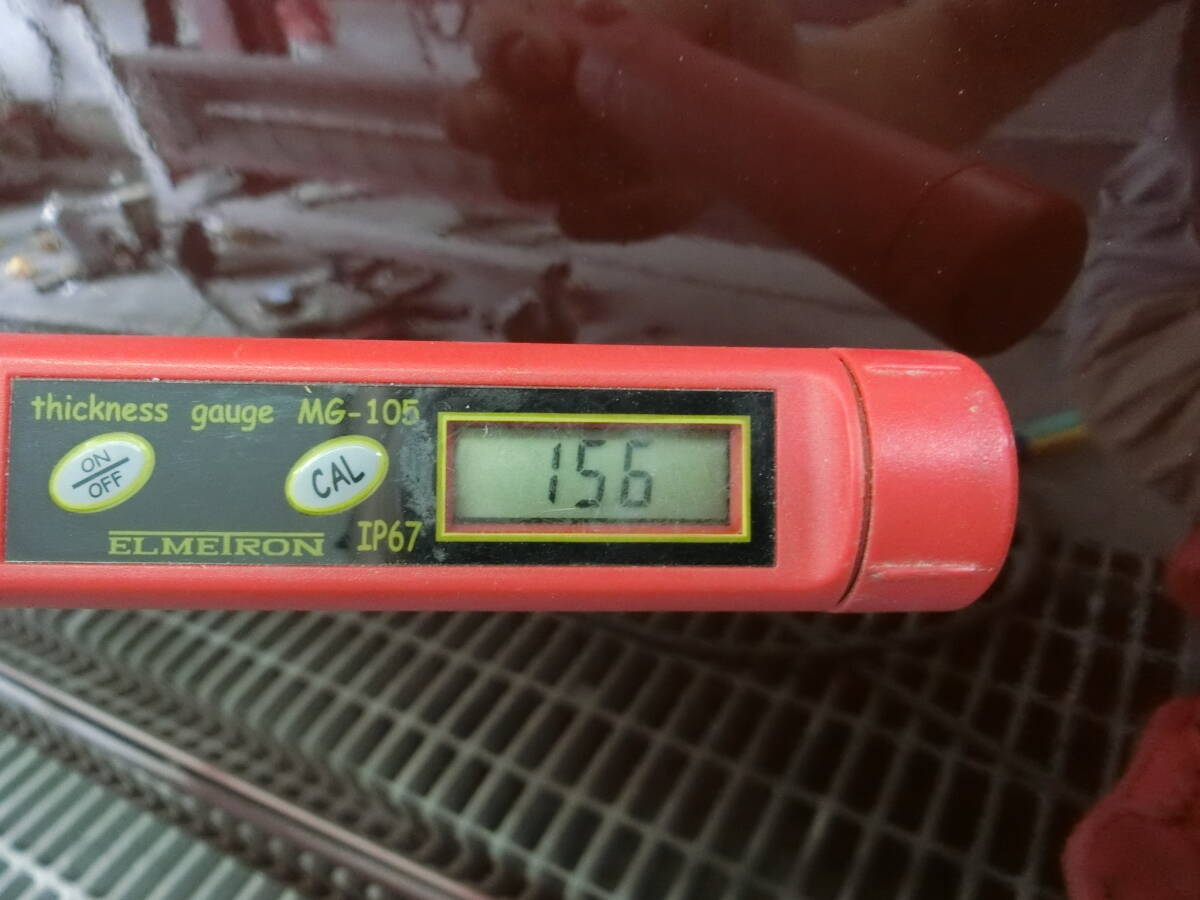 thickness gauge MG-105
ON
OFF
CAL
156
ELMETRON
IP67